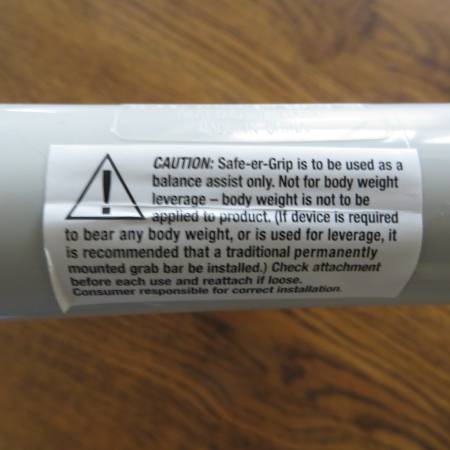 CAUTION: Safe-er-Grip is to be used as a
balance assist only. Not for body weight
leverage – body weight is not to be
applied to product. (If device is required
to bear any body weight, or is used for leverage, it
is recommended that a traditional permanently
mounted grab bar be installed.) Check attachment
before each use and reattach if loose.
Consumer responsible for correct installation.